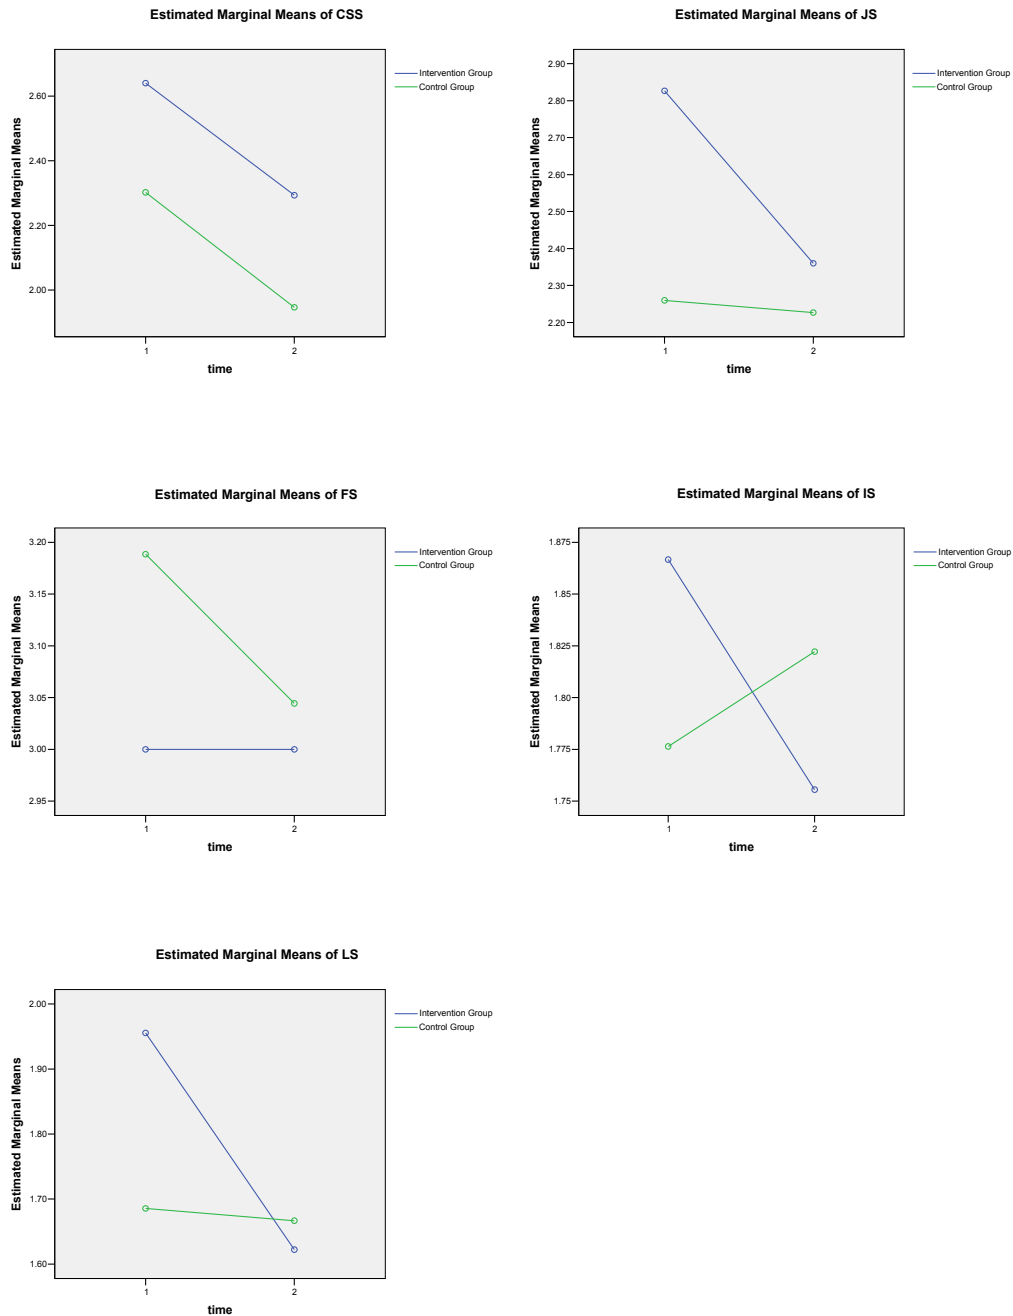 Estimated Marginal Means of CSS
Estimated Marginal Means
2.60
2.40
2.20
2.00
1
2
time
Intervention Group
Control Group
Estimated Marginal Means of JS
Estimated Marginal Means
2.90
2.80
2.70
2.60
2.50
2.40
2.30
2.20
1
2
time
Intervention Group
Control Group
Estimated Marginal Means of FS
Estimated Marginal Means
3.20
3.15
3.10
3.05
3.00
2.95
1
2
time
Intervention Group
Control Group
Estimated Marginal Means of IS
Estimated Marginal Means
1.875
1.85
1.825
1.80
1.775
1.75
1
2
time
Intervention Group
Control Group
Estimated Marginal Means of LS
Estimated Marginal Means
2.00
1.90
1.80
1.70
1.60
1
2
time
Intervention Group
Control Group